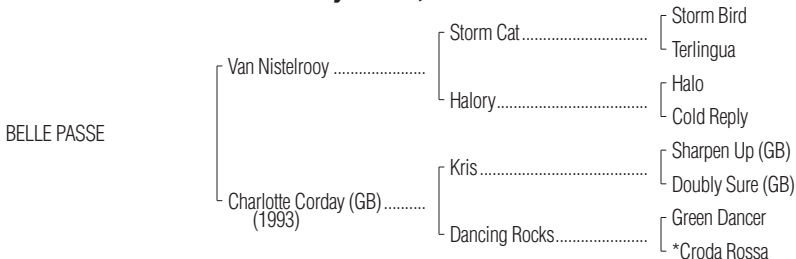 Storm Bird
Storm Cat
Terlingua
Van Nistelrooy
Halo
Halory
Cold Reply
BELLE PASSE
Sharpen Up (GB)
Kris
Doubly Sure (GB)
Charlotte Corday (GB)
(1993)
Green Dancer
Dancing Rocks
*Croda Rossa